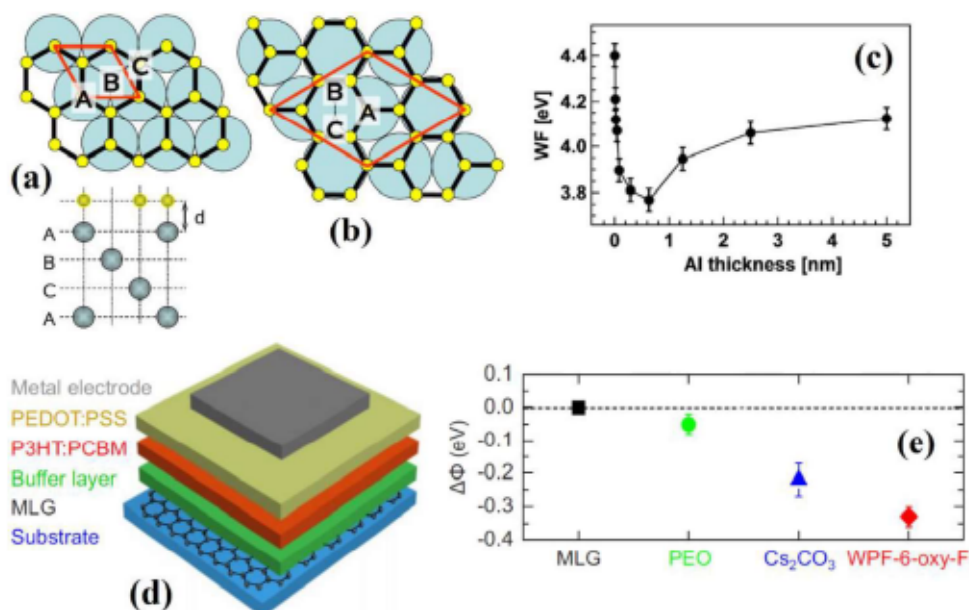 A
B
C
(a)
d
A
B
C
A
B
A
C
(b)
(c)
WF [eV]
4.4
4.2
4.0
3.8
0 1 2 3 4 5
Al thickness [nm]
Metal electrode
PEDOT:PSS
P3HT:PCBM
Buffer layer
MLG
Substrate
(d)
(e)
ΔΦ (eV)
0.1
0.0
-0.1
-0.2
-0.3
-0.4
MLG PEO Cs₂CO₃ WPF-6-oxy-F